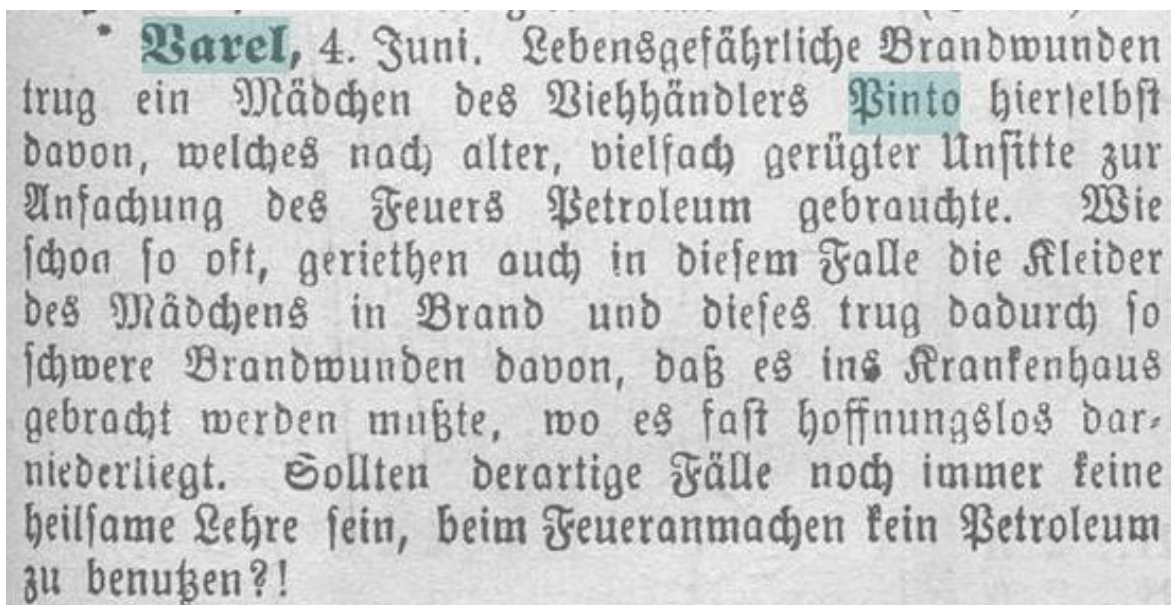 * Varel, 4. Juni. Lebensgefährliche Brandwunden
trug ein Mädchen des Viehhändlers Pinto hierselbst
davon, welches nach alter, vielfach gerügter Unsitte zur
Anfachung des Feuers Petroleum gebrauchte. Wie
schon so oft, geriethen auch in diesem Falle die Kleider
des Mädchens in Brand und dieses trug dadurch so
schwere Brandwunden davon, daß es ins Krankenhaus
gebracht werden mußte, wo es fast hoffnungslos dar-
niederliegt. Sollten derartige Fälle noch immer keine
heilsame Lehre sein, beim Feueranmachen kein Petroleum
zu benutzen?!